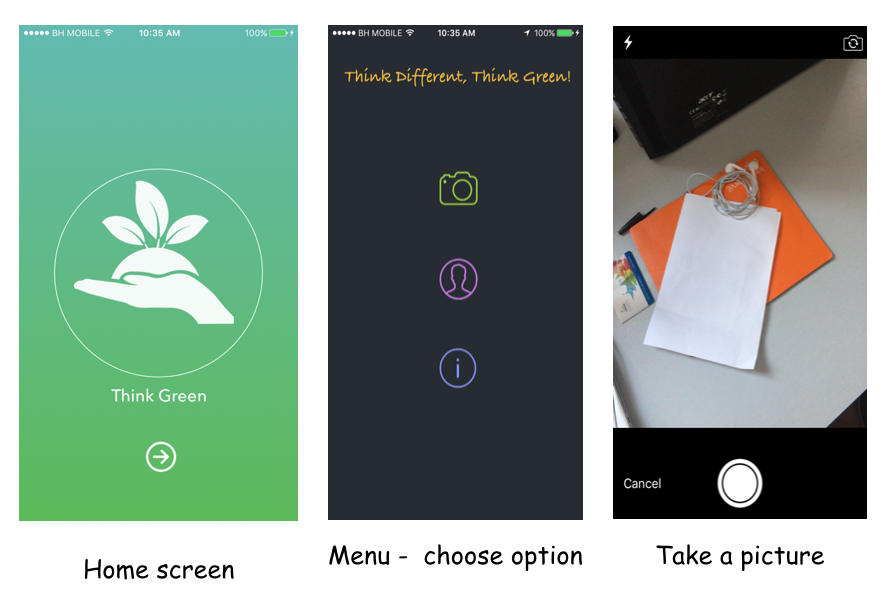 BH MOBILE 10:35 AM 100%
Think Green
Home screen
BH MOBILE 10:35 AM 100%
Think Different, Think Green!
Menu - choose option
acer
Cancel
Take a picture